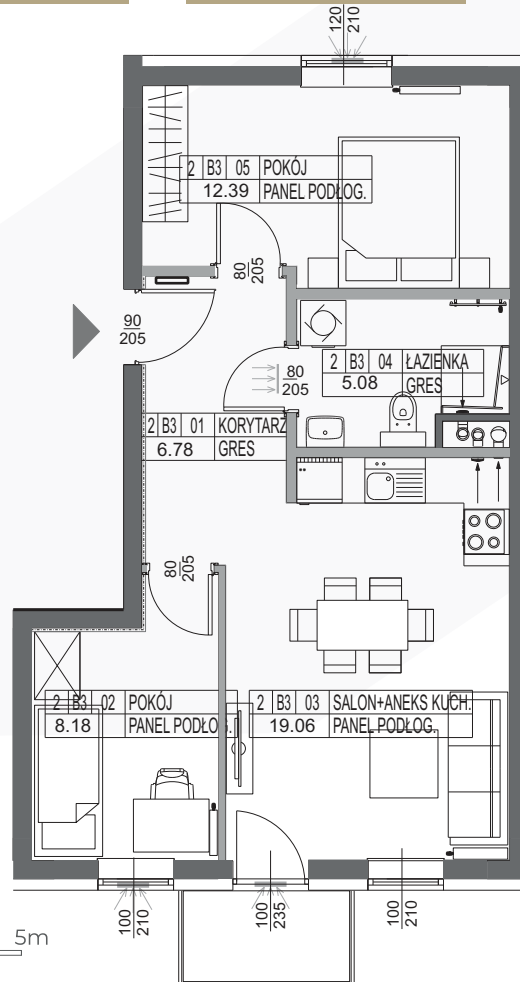 120
210
2 B3 05 POKÓJ
12.39 PANEL PODŁOG.
80
205
90
205
80
205
2 B3 04 ŁAZIENKA
5.08 GRES
2 B3 01 KORYTARZ
6.78 GRES
80
205
2 B3 02 POKÓJ
8.18 PANEL PODŁOG.
2 B3 03 SALON+ANEKS KUCH.
19.06 PANEL PODŁOG.
100
210
100
235
100
210
5m